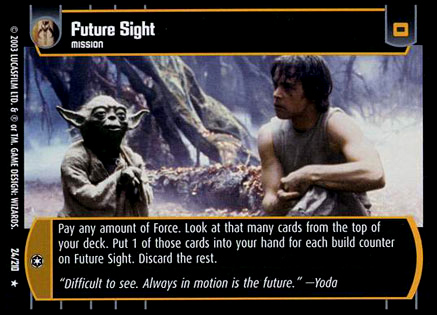 Future Sight
MISSION
0
Pay any amount of Force. Look at that many cards from the top of
your deck. Put 1 of those cards into your hand for each build counter
on Future Sight. Discard the rest.
"Difficult to see. Always in motion is the future." —Yoda
© 2003 LUCASFILM LTD. & ® or TM. GAME DESIGN: WIZARDS.
24/210 ★